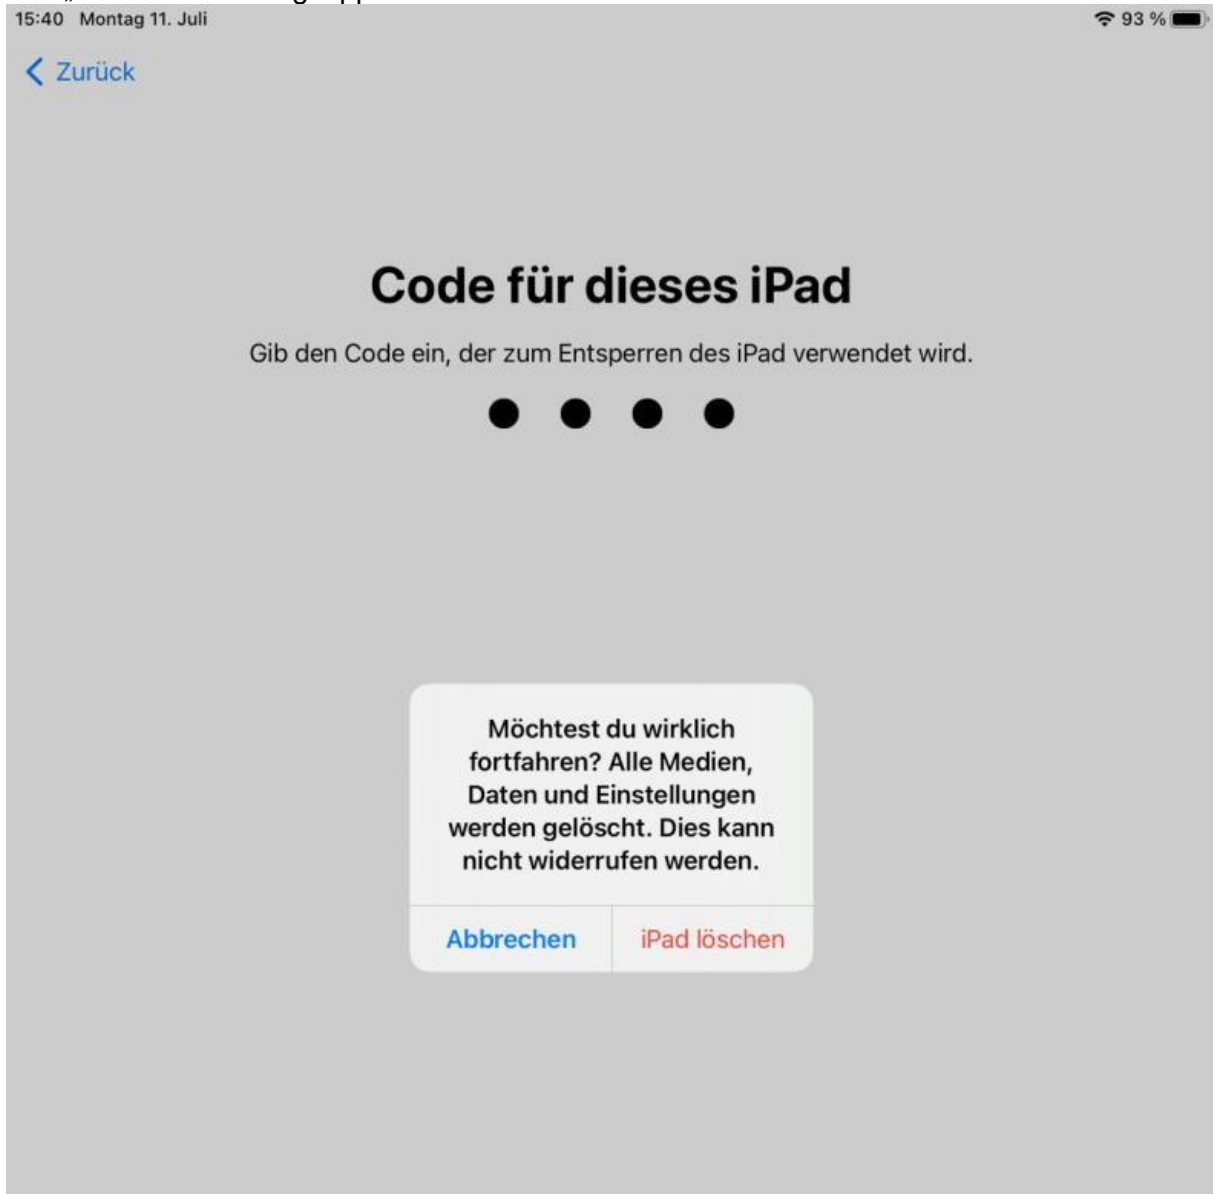 15:40 Montag 11. Juli
93 %
Zurück
Code für dieses iPad
Gib den Code ein, der zum Entsperren des iPad verwendet wird.
Möchtest du wirklich
fortfahren? Alle Medien,
Daten und Einstellungen
werden gelöscht. Dies kann
nicht widerrufen werden.
Abbrechen
iPad löschen